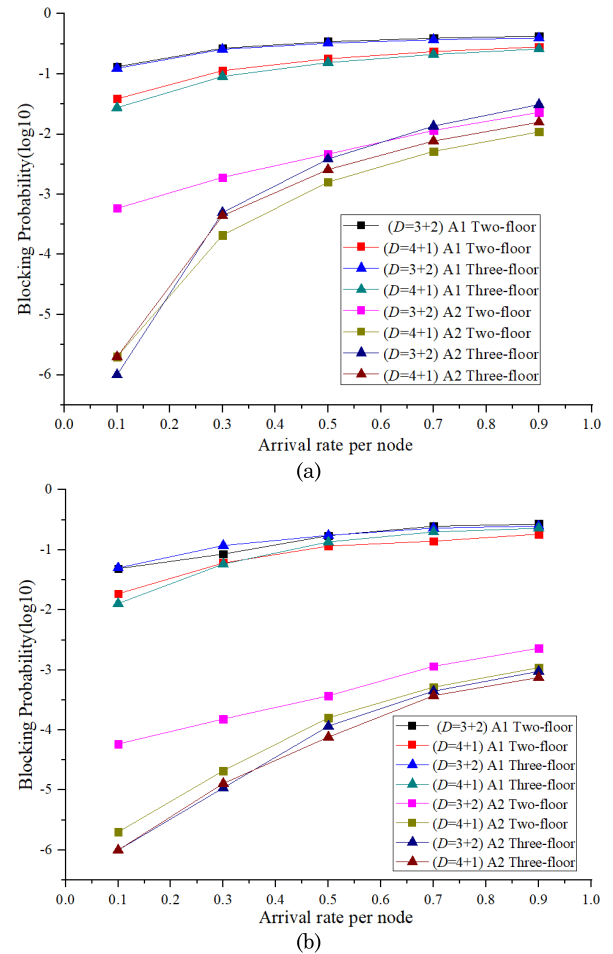 0
-1
-2
-3
-4
-5
-6
Blocking Probability(log10)
(D=3+2) A1 Two-floor
(D=4+1) A1 Two-floor
(D=3+2) A1 Three-floor
(D=4+1) A1 Three-floor
(D=3+2) A2 Two-floor
(D=4+1) A2 Two-floor
(D=3+2) A2 Three-floor
(D=4+1) A2 Three-floor
0.0 0.1 0.2 0.3 0.4 0.5 0.6 0.7 0.8 0.9 1.0
Arrival rate per node
(a)
0
-1
-2
-3
-4
-5
-6
Blocking Probability(log10)
(D=3+2) A1 Two-floor
(D=4+1) A1 Two-floor
(D=3+2) A1 Three-floor
(D=4+1) A1 Three-floor
(D=3+2) A2 Two-floor
(D=4+1) A2 Two-floor
(D=3+2) A2 Three-floor
(D=4+1) A2 Three-floor
0.0 0.1 0.2 0.3 0.4 0.5 0.6 0.7 0.8 0.9 1.0
Arrival rate per node
(b)